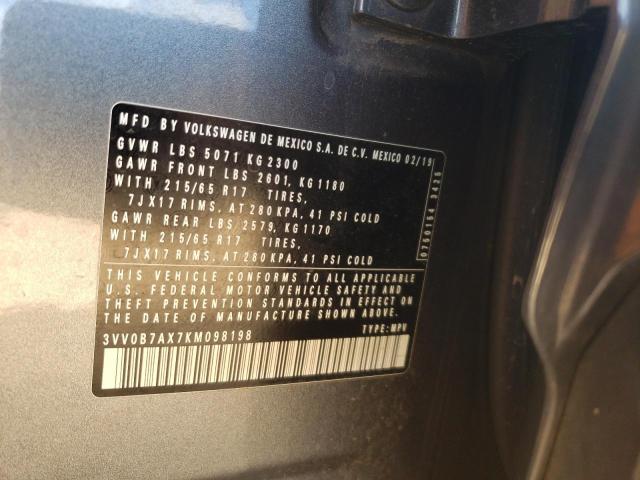 MFD BY VOLKSWAGEN DE MEXICO S.A. DE C.V. MEXICO 02/19
GVWR LBS 5071 KG 2300
GAWR FRONT LBS 2601, KG 1180
WITH 215/65 R17 TIRES,
7JX17 RIMS, AT 280 KPA, 41 PSI COLD
GAWR REAR LBS 2579, KG 1170
WITH 215/65 R17 TIRES,
7JX17 RIMS, AT 280 KPA, 41 PSI COLD
THIS VEHICLE CONFORMS TO ALL APPLICABLE
U.S. FEDERAL MOTOR VEHICLE SAFETY AND
THEFT PREVENTION STANDARDS IN EFFECT ON
THE DATE OF MANUFACTURE SHOWN ABOVE.
3VV0B7AX7KM098198 TYPE: MPV
0750154 3425